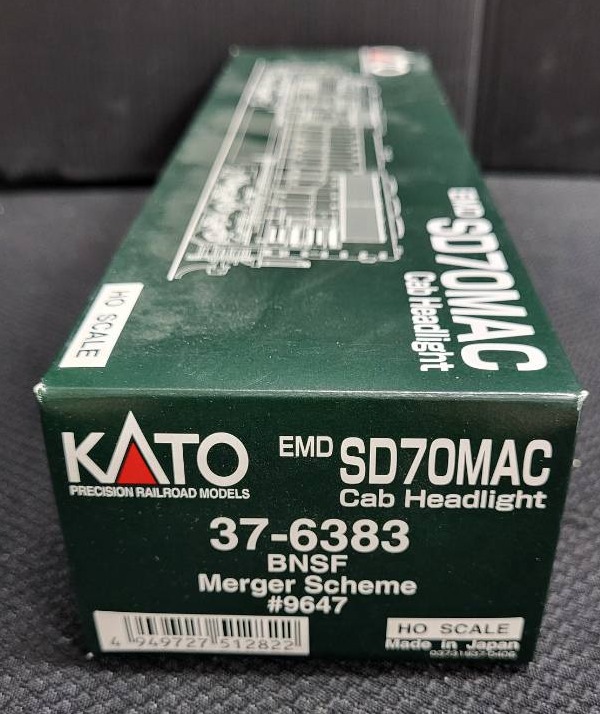 KATO
EMD SD70MAC
Cab Headlight
HO SCALE
KATO
PRECISION RAILROAD MODELS
EMD SD70MAC
Cab Headlight
37-6383
BNSF
Merger Scheme
#9647
4 949727 512822
HO SCALE
Made in Japan